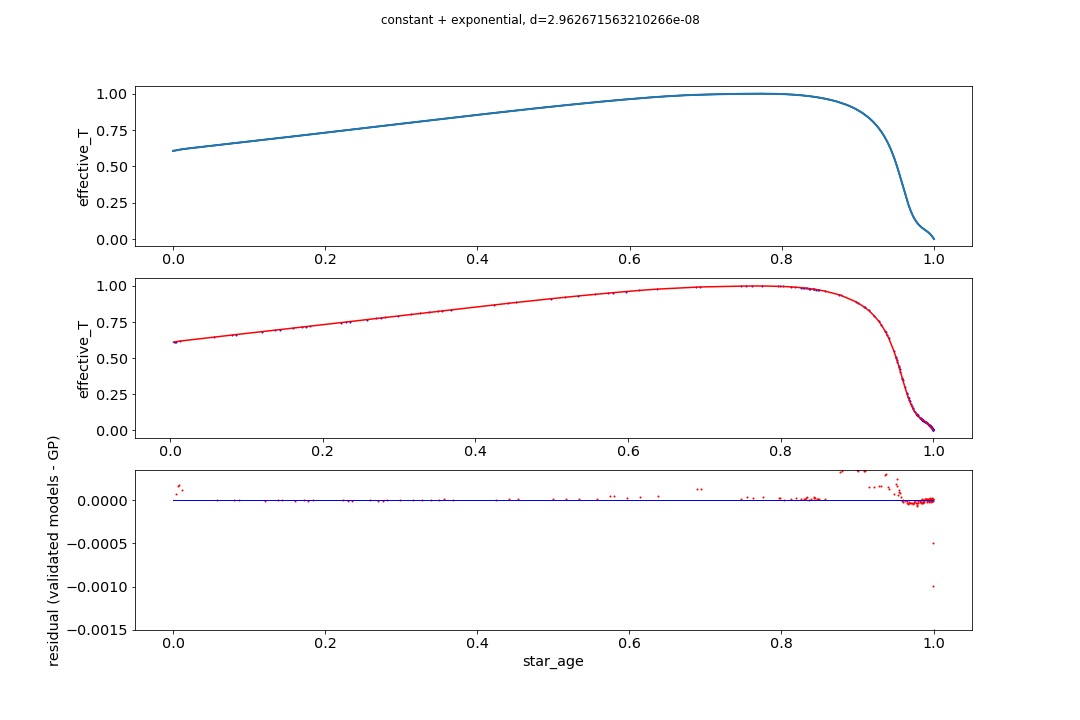 constant + exponential, d=2.962671563210266e-08
effective_T
1.00
0.75
0.50
0.25
0.00
0.0 0.2 0.4 0.6 0.8 1.0
effective_T
1.00
0.75
0.50
0.25
0.00
0.0 0.2 0.4 0.6 0.8 1.0
residual (validated models - GP)
0.0000
−0.0005
−0.0010
−0.0015
0.0 0.2 0.4 0.6 0.8 1.0
star_age